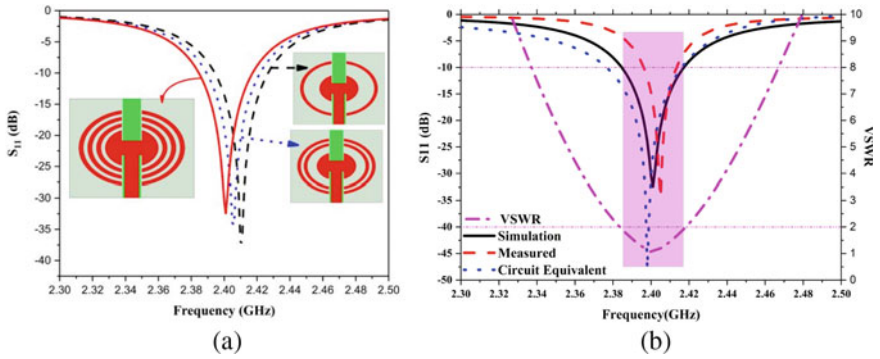 S11 (dB)
0
-5
-10
-15
-20
-25
-30
-35
-40
2.30 2.32 2.34 2.36 2.38 2.40 2.42 2.44 2.46 2.48 2.50
Frequency (GHz)
(a)
S11 (dB)
0
-5
-10
-15
-20
-25
-30
-35
-40
-45
-50
VSWR
Simulation
Measured
Circuit Equivalent
10
9
8
7
6
5
4
3
2
1
0
VSWR
2.30 2.32 2.34 2.36 2.38 2.40 2.42 2.44 2.46 2.48 2.50
Frequency(GHz)
(b)